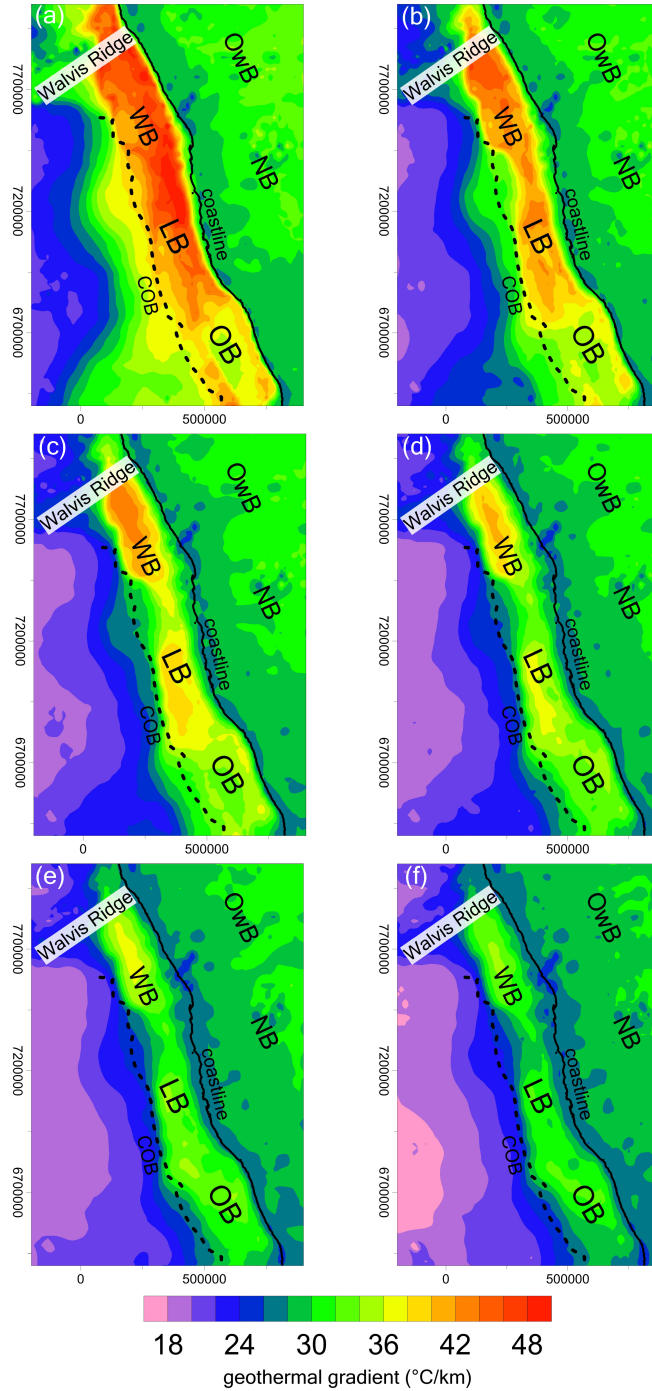 (a)
Walvis Ridge
OwB
WB
NB
LB
coastline
COB
OB
7700000
7200000
6700000
0
500000
(b)
Walvis Ridge
OwB
WB
NB
LB
coastline
COB
OB
7700000
7200000
6700000
0
500000
(c)
Walvis Ridge
OwB
WB
NB
LB
coastline
COB
OB
7700000
7200000
6700000
0
500000
(d)
Walvis Ridge
OwB
WB
NB
LB
coastline
COB
OB
7700000
7200000
6700000
0
500000
(e)
Walvis Ridge
OwB
WB
NB
LB
coastline
COB
OB
7700000
7200000
6700000
0
500000
(f)
Walvis Ridge
OwB
WB
NB
LB
coastline
COB
OB
7700000
7200000
6700000
0
500000
18 24 30 36 42 48
geothermal gradient (°C/km)